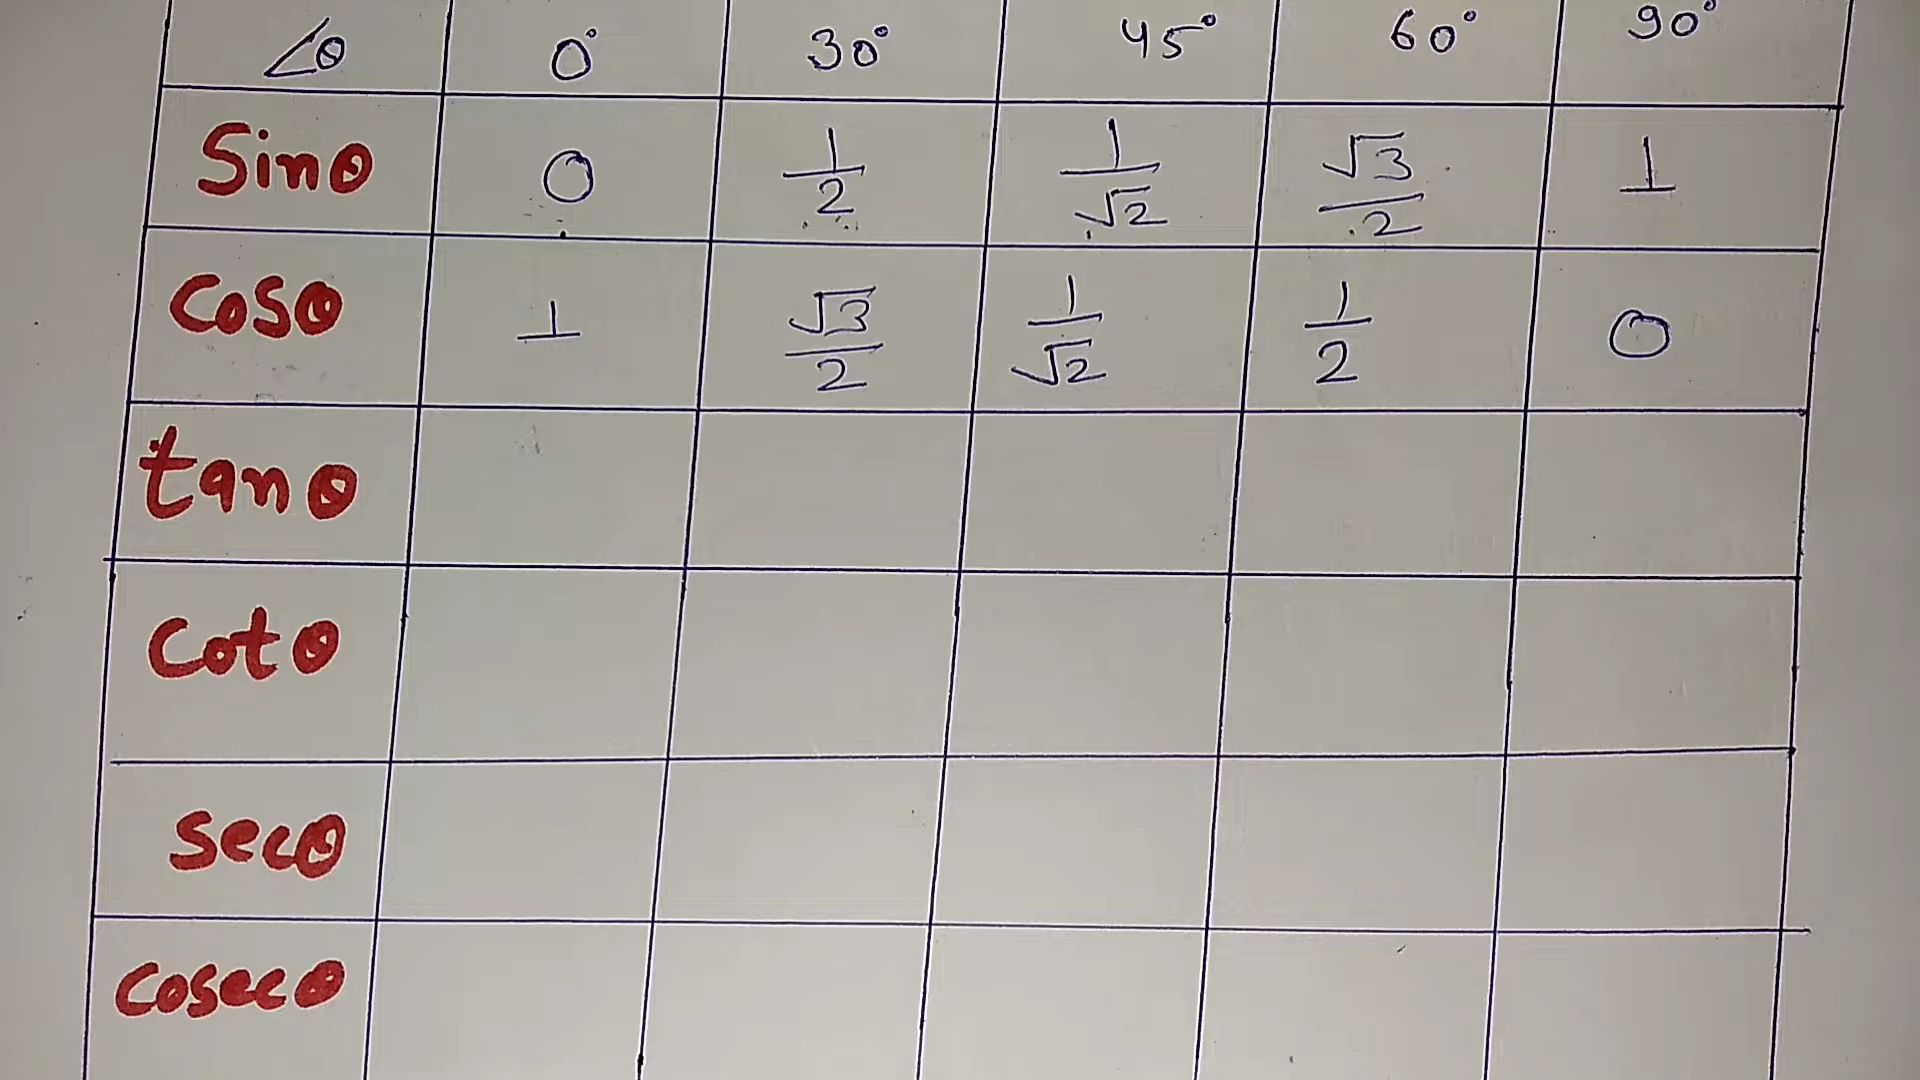 ∠θ 0° 30° 45° 60° 90°
Sinθ 0 1/2 1/√2 √3/2 1
Cosθ 1 √3/2 1/√2 1/2 0
tanθ
Cotθ
Secθ
Cosecθ